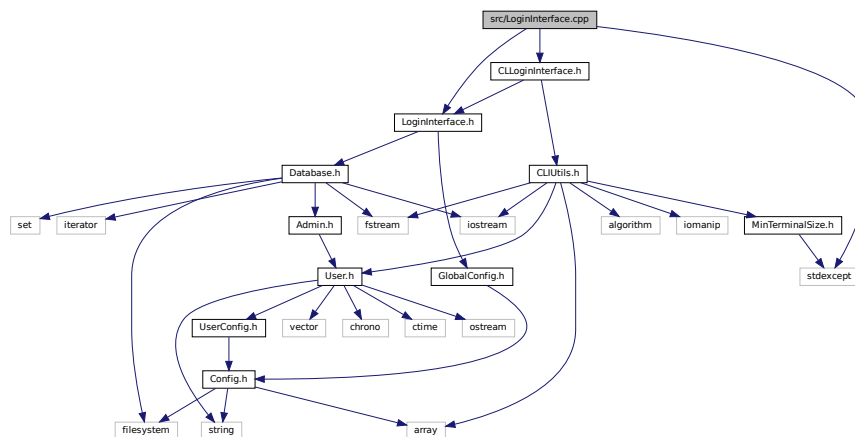 src/LoginInterface.cpp
CLLoginInterface.h
LoginInterface.h
Database.h
CLIUtils.h
set
iterator
Admin.h
fstream
iostream
algorithm
iomanip
MinTerminalSize.h
User.h
GlobalConfig.h
stdexcept
UserConfig.h
vector
chrono
ctime
ostream
Config.h
filesystem
string
array